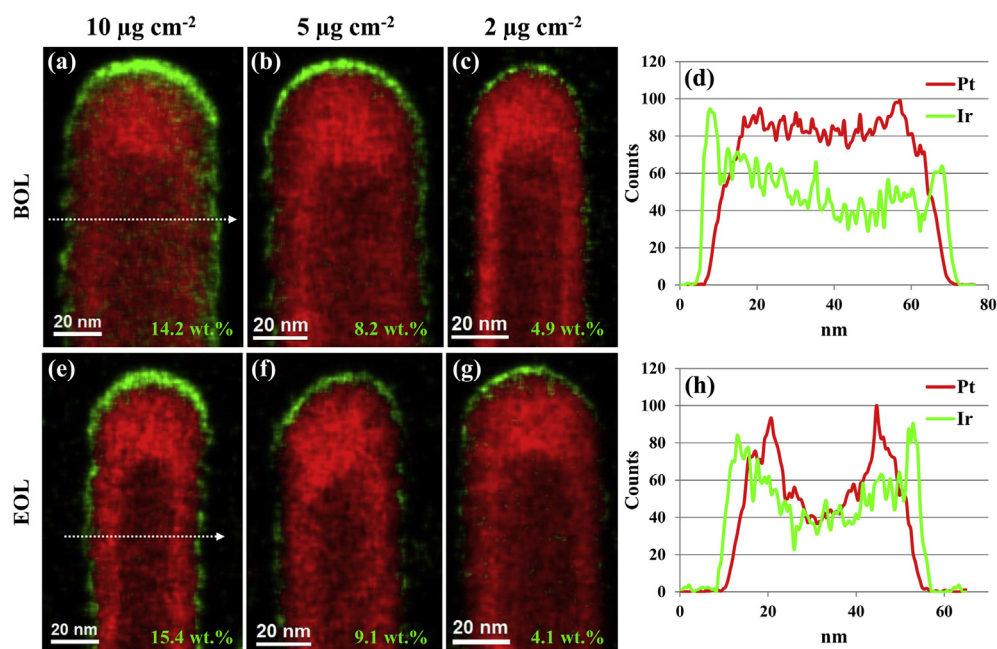 10 µg cm-2 5 µg cm-2 2 µg cm-2
BOL
(a) (b) (c)
20 nm 14.2 wt.% 20 nm 8.2 wt.% 20 nm 4.9 wt.%
(d)
Pt
Ir
Counts
120
100
80
60
40
20
0
0 20 40 60 80
nm
EOL
(e) (f) (g)
20 nm 15.4 wt.% 20 nm 9.1 wt.% 20 nm 4.1 wt.%
(h)
Pt
Ir
Counts
120
100
80
60
40
20
0
0 20 40 60
nm